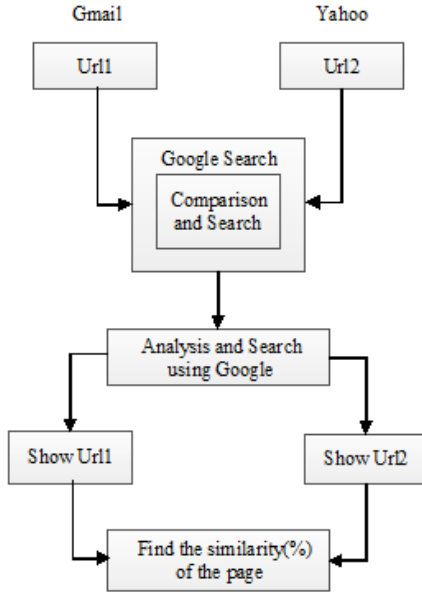 Gmail
Yahoo
Url1
Url2
Google Search
Comparison
and Search
Analysis and Search
using Google
Show Url1
Show Url2
Find the similarity(%)
of the page